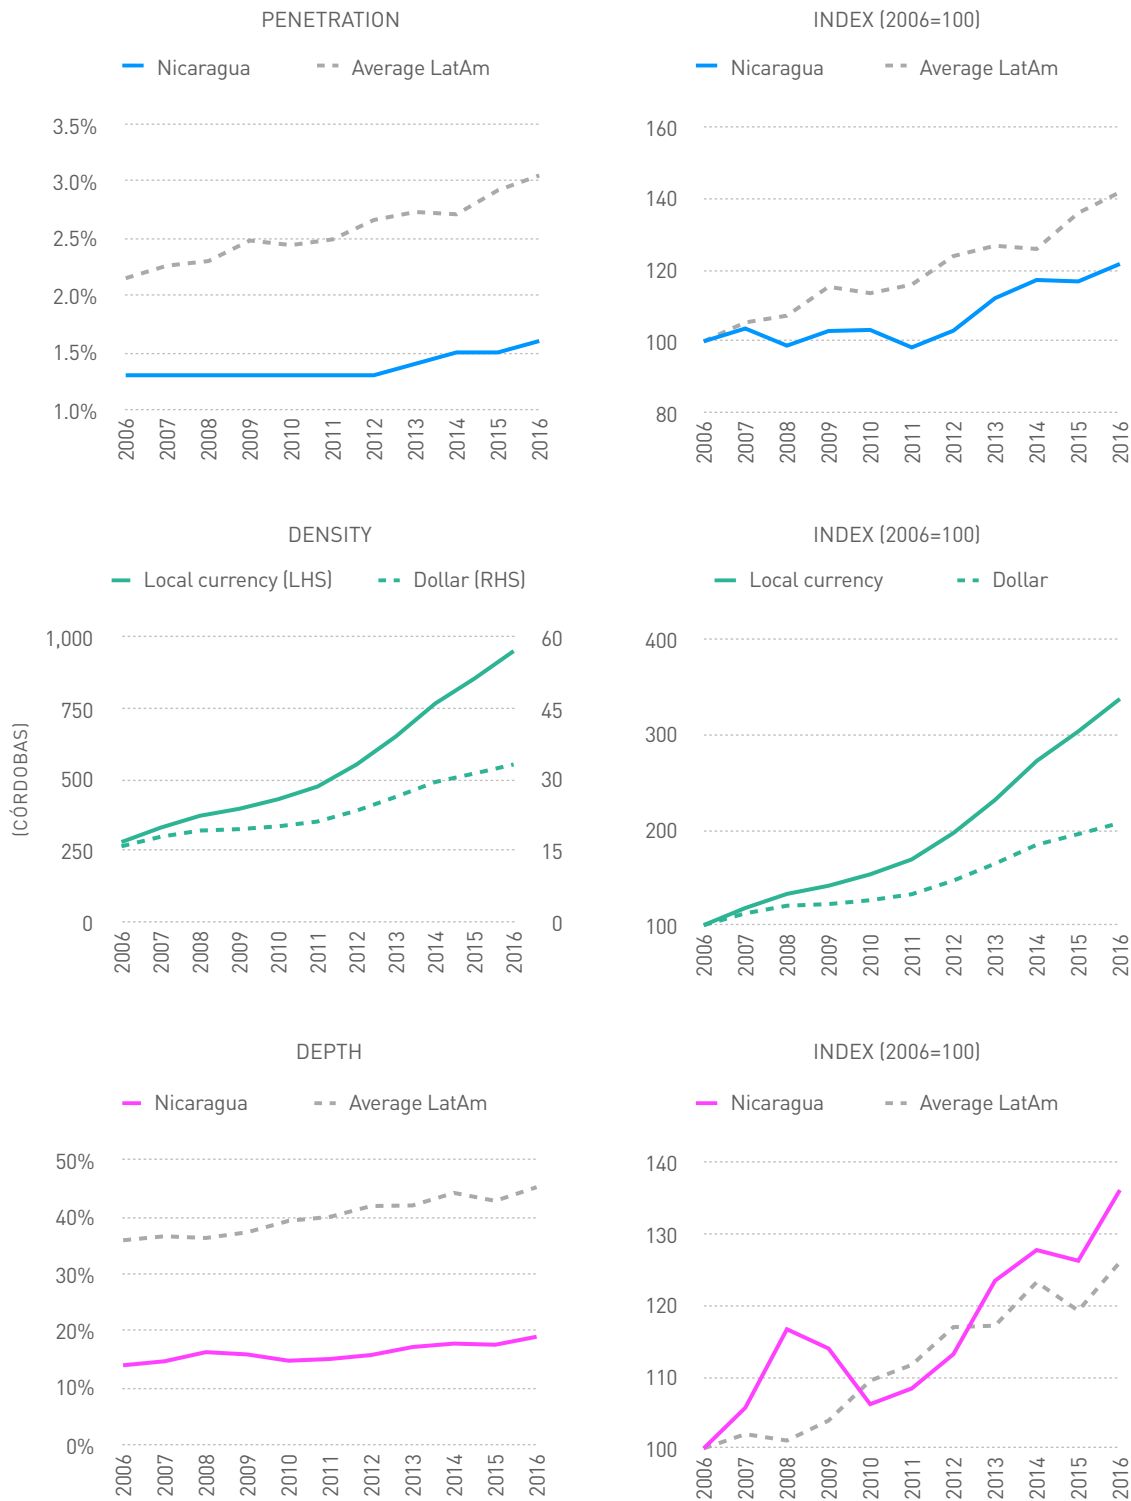 PENETRATION
Nicaragua Average LatAm
3.5%
3.0%
2.5%
2.0%
1.5%
1.0%
2006 2007 2008 2009 2010 2011 2012 2013 2014 2015 2016
INDEX (2006=100)
Nicaragua Average LatAm
160
140
120
100
80
2006 2007 2008 2009 2010 2011 2012 2013 2014 2015 2016
DENSITY
Local currency (LHS) Dollar (RHS)
(CÓRDOBAS)
1,000 60
750 45
500 30
250 15
0 0
2006 2007 2008 2009 2010 2011 2012 2013 2014 2015 2016
INDEX (2006=100)
Local currency Dollar
400
300
200
100
2006 2007 2008 2009 2010 2011 2012 2013 2014 2015 2016
DEPTH
Nicaragua Average LatAm
50%
40%
30%
20%
10%
0%
2006 2007 2008 2009 2010 2011 2012 2013 2014 2015 2016
INDEX (2006=100)
Nicaragua Average LatAm
140
130
120
110
100
2006 2007 2008 2009 2010 2011 2012 2013 2014 2015 2016